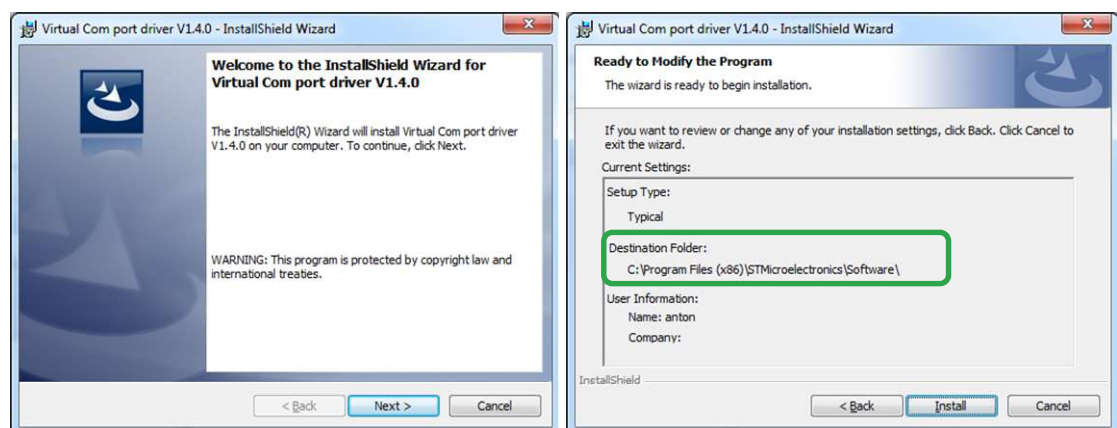 Virtual Com port driver V1.4.0 - InstallShield Wizard
Welcome to the InstallShield Wizard for
Virtual Com port driver V1.4.0
The InstallShield(R) Wizard will install Virtual Com port driver
V1.4.0 on your computer. To continue, click Next.
WARNING: This program is protected by copyright law and
international treaties.
< Back
Next >
Cancel
Virtual Com port driver V1.4.0 - InstallShield Wizard
Ready to Modify the Program
The wizard is ready to begin installation.
If you want to review or change any of your installation settings, click Back. Click Cancel to
exit the wizard.
Current Settings:
Setup Type:
Typical
Destination Folder:
C:\Program Files (x86)\STMicroelectronics\Software\
User Information:
Name: anton
Company:
InstallShield
< Back
Install
Cancel